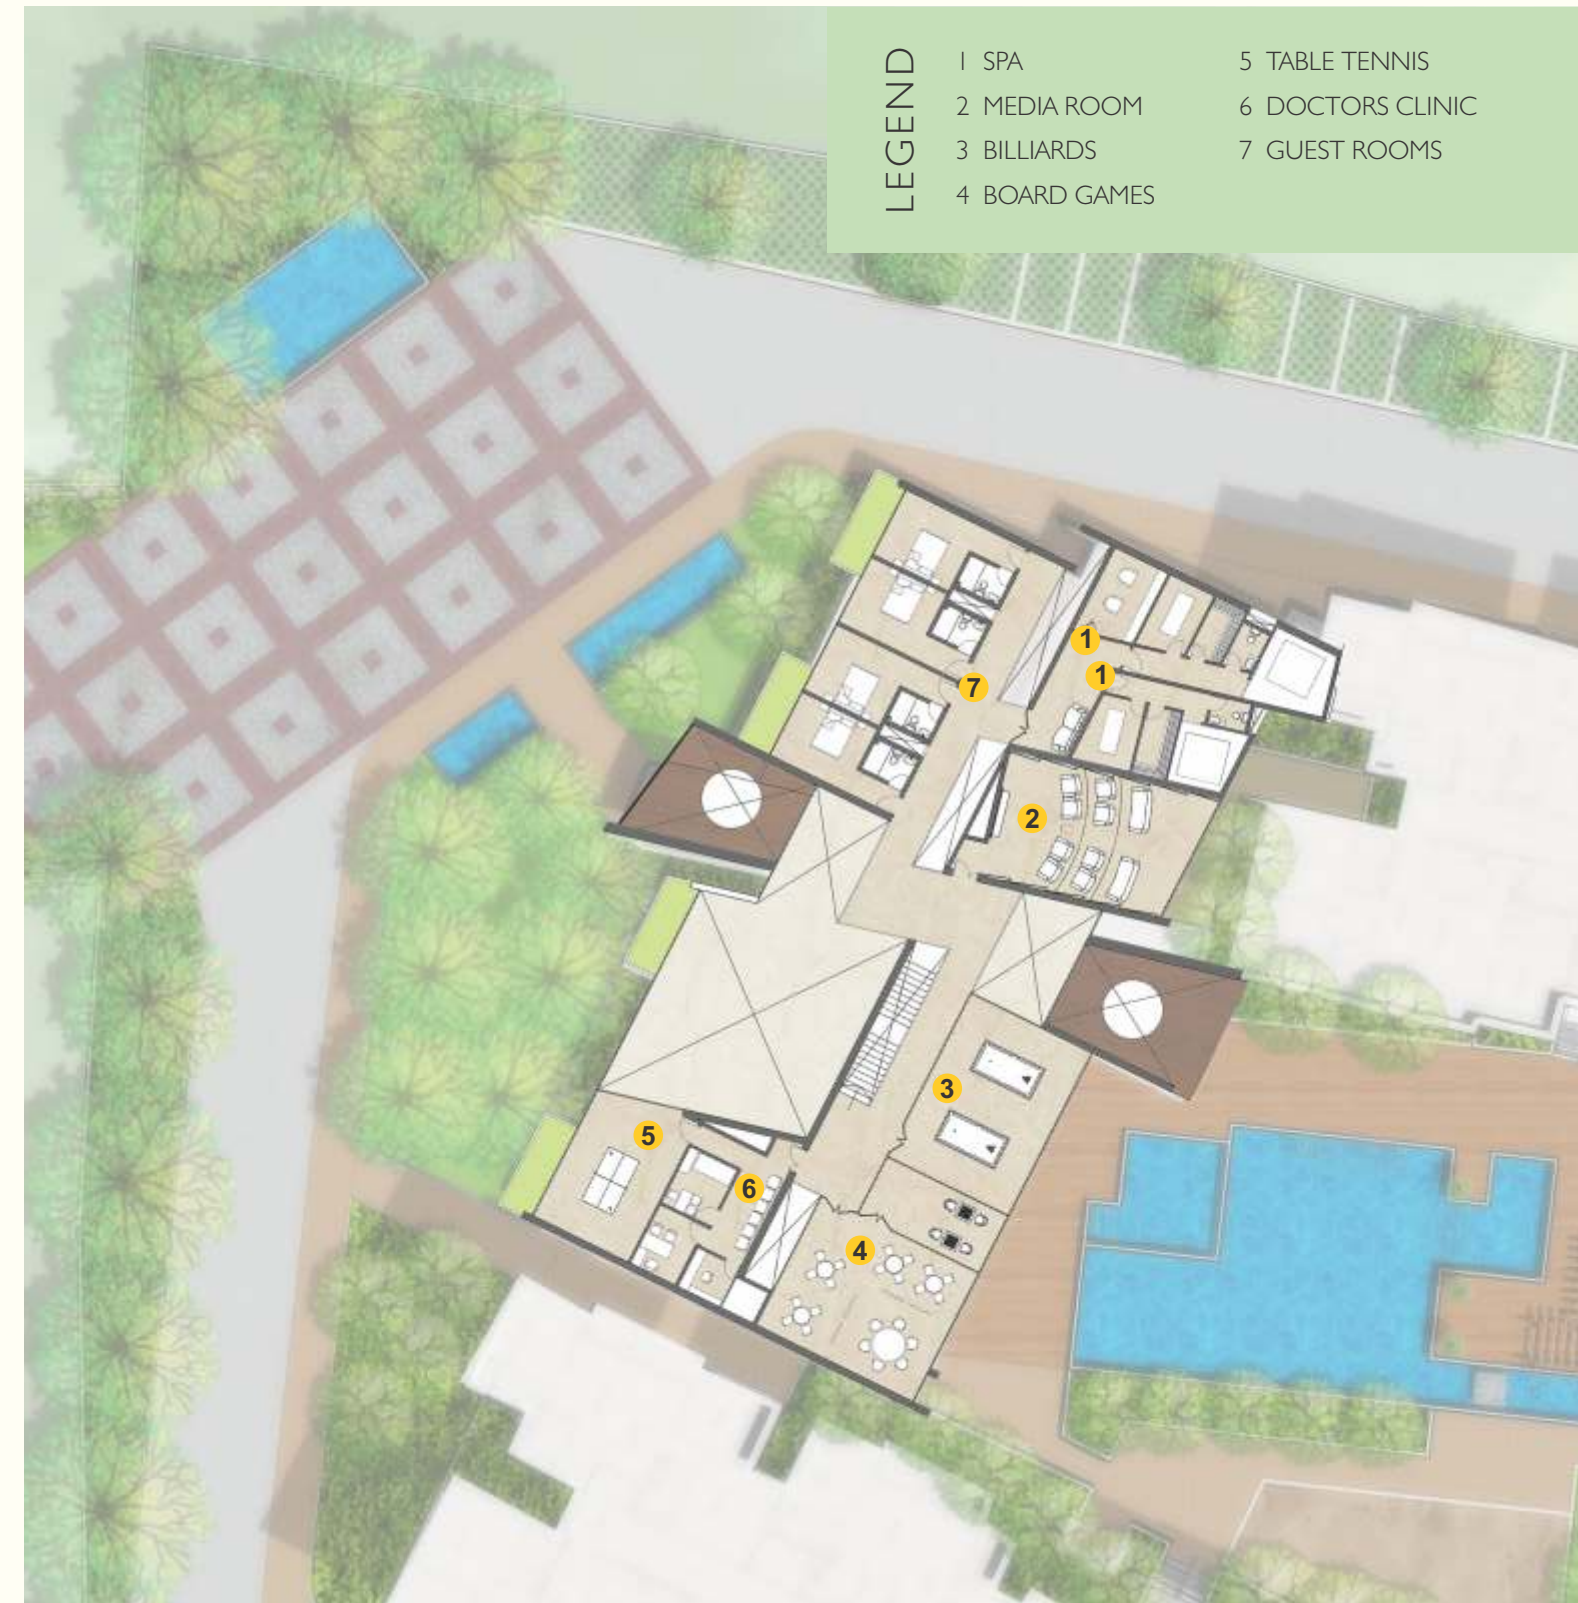 LEGEND
1 SPA
2 MEDIA ROOM
3 BILLIARDS
4 BOARD GAMES
5 TABLE TENNIS
6 DOCTORS CLINIC
7 GUEST ROOMS
1
1
7
2
3
5
6
4